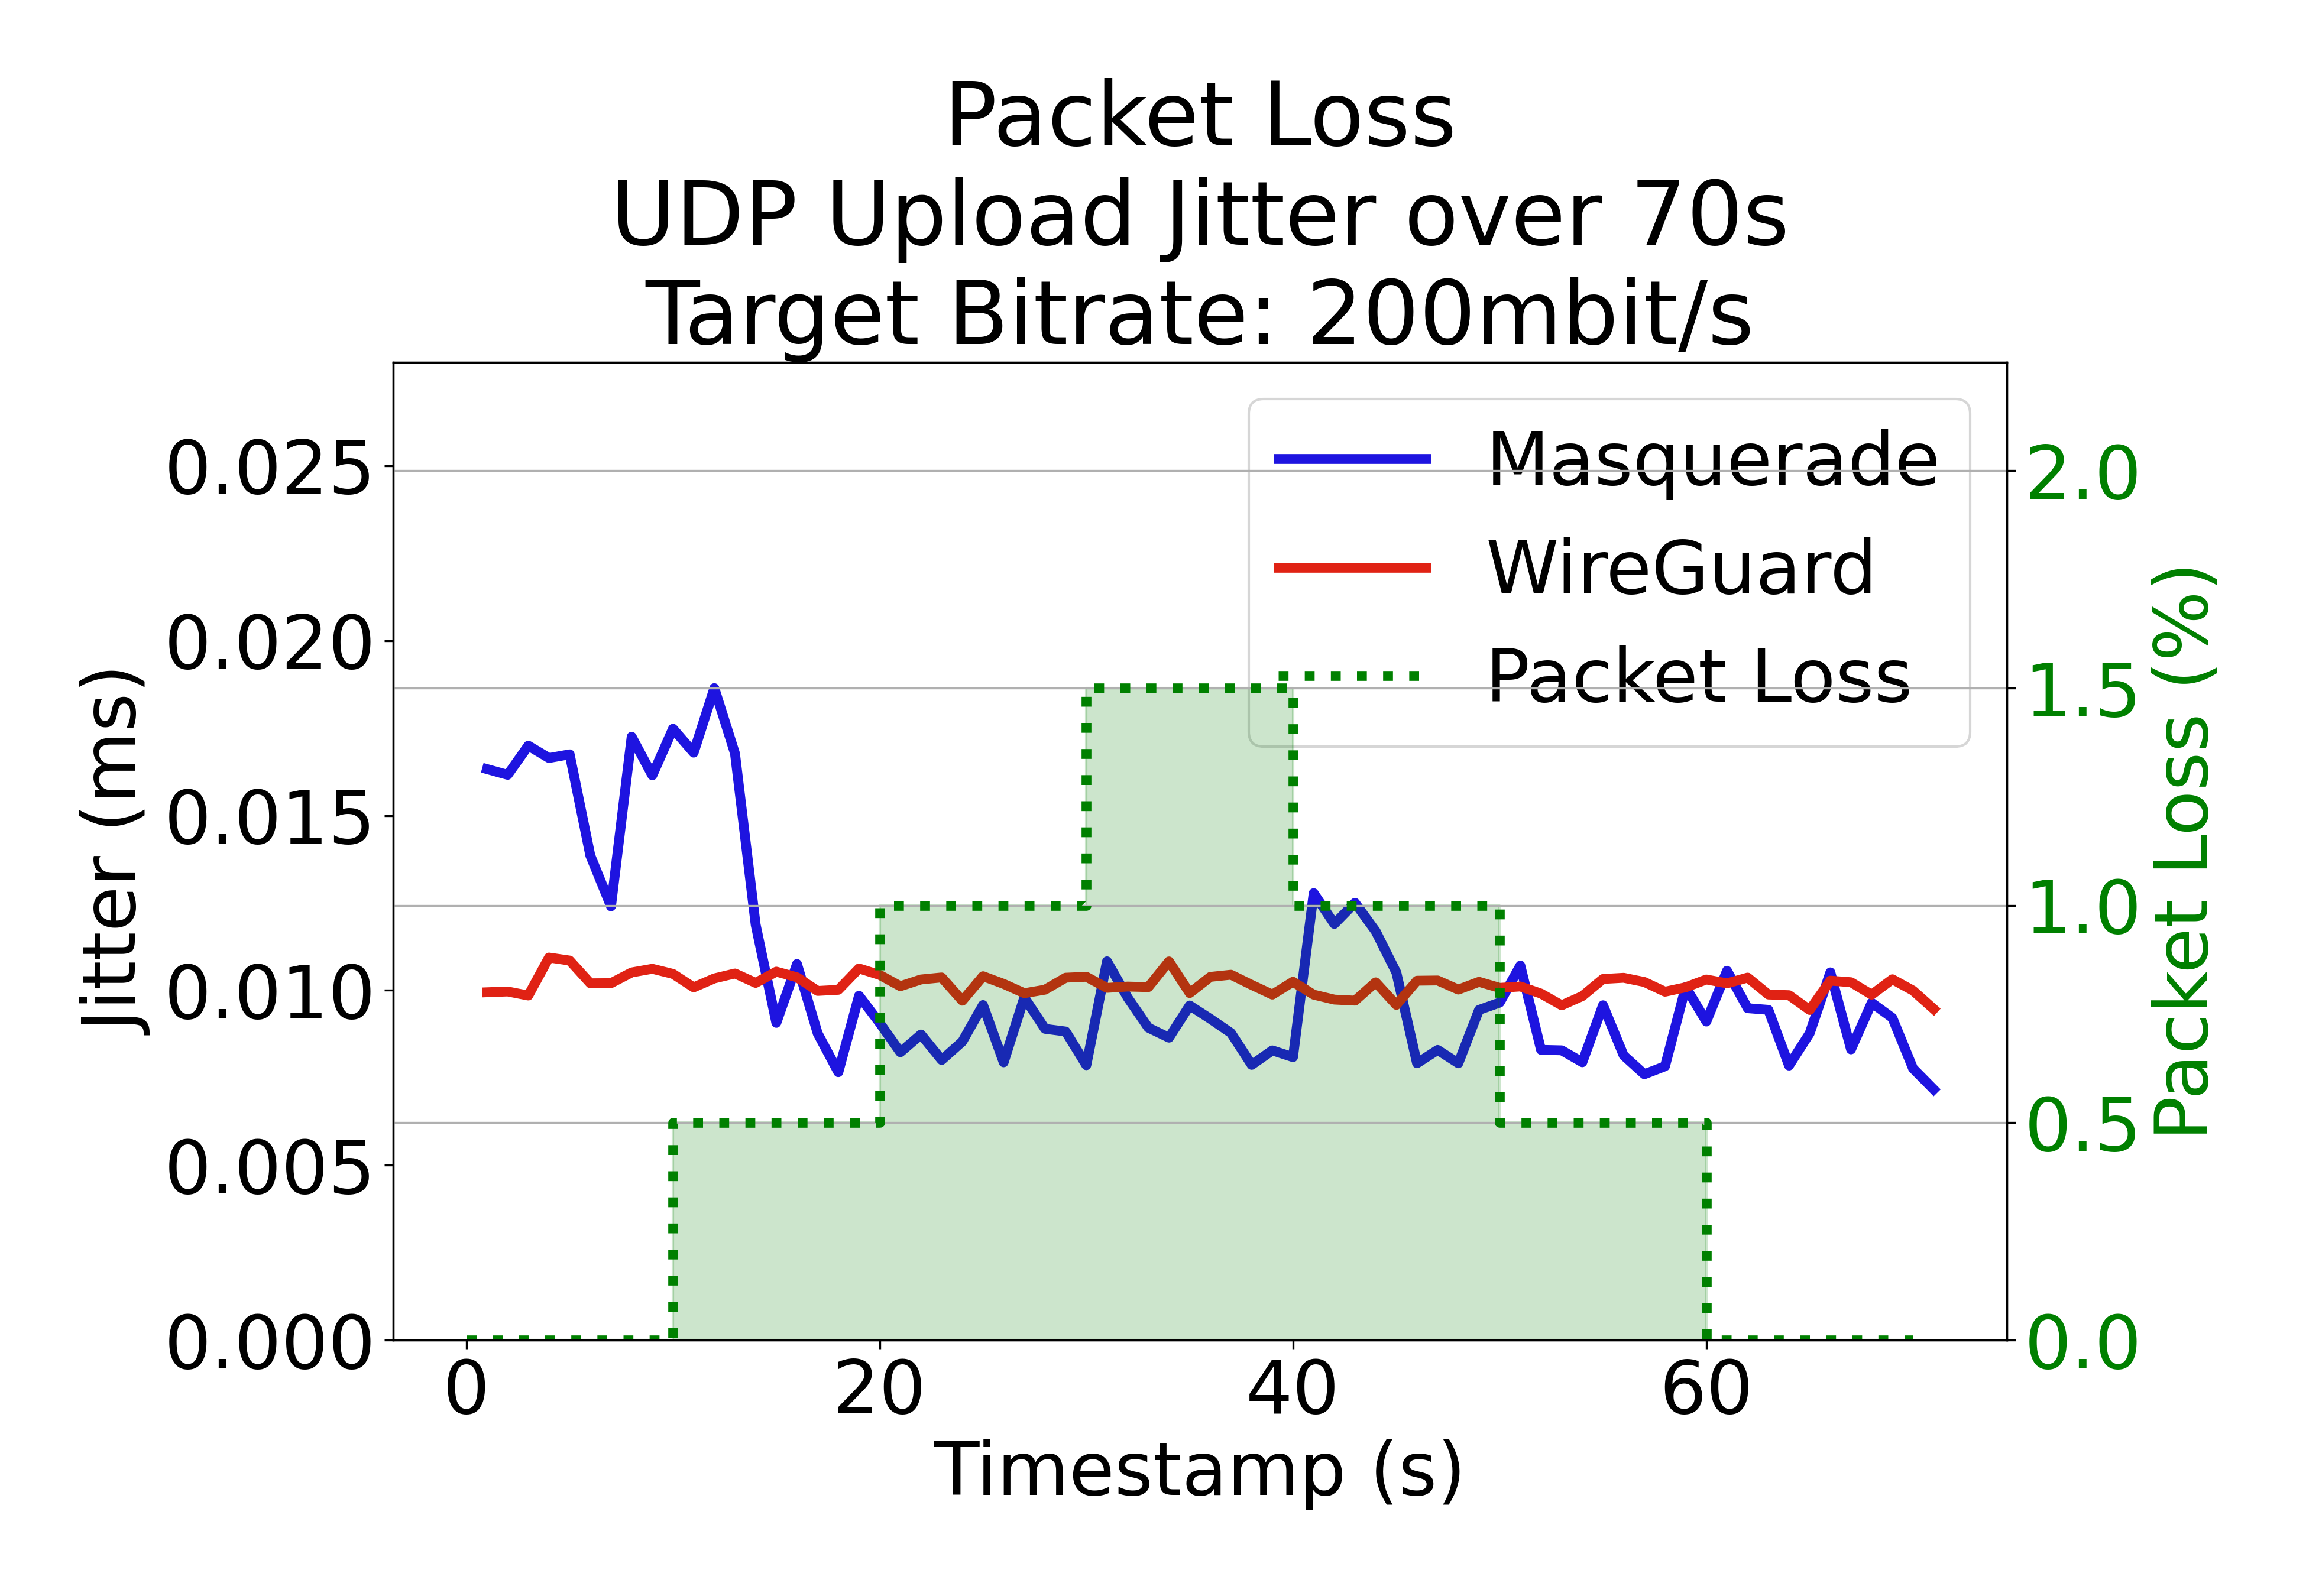 Packet Loss
UDP Upload Jitter over 70s
Target Bitrate: 200mbit/s
Masquerade
WireGuard
Packet Loss
Jitter (ms)
0.025
0.020
0.015
0.010
0.005
0.000
2.0
1.5
1.0
0.5
0.0
Packet Loss (%)
0 20 40 60
Timestamp (s)